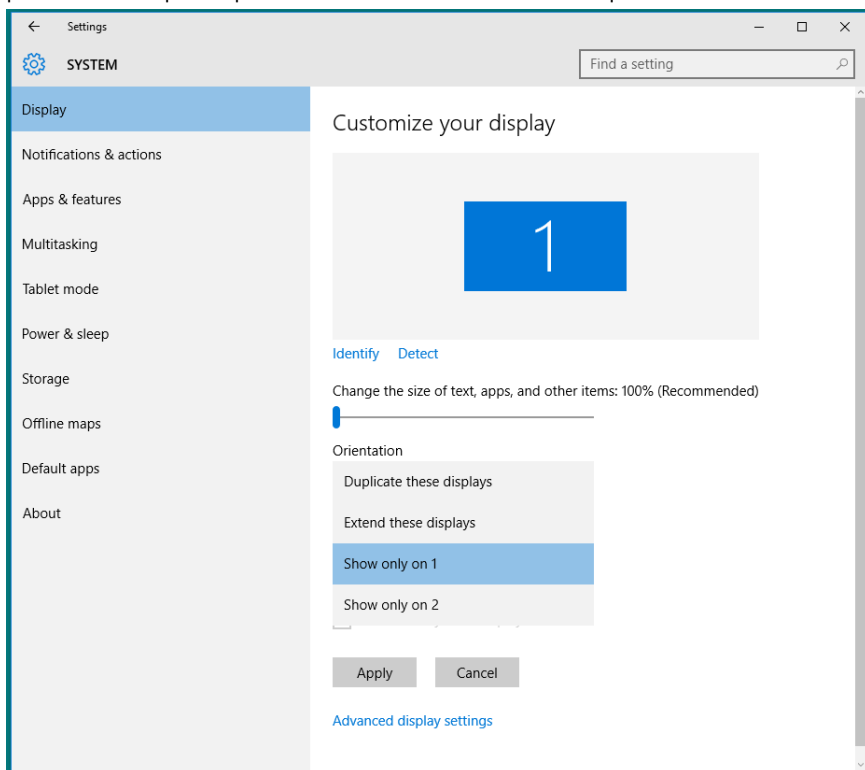 Settings
SYSTEM
Find a setting
Display
Notifications & actions
Apps & features
Multitasking
Tablet mode
Power & sleep
Storage
Offline maps
Default apps
About
Customize your display
1
Identify Detect
Change the size of text, apps, and other items: 100% (Recommended)
Orientation
Duplicate these displays
Extend these displays
Show only on 1
Show only on 2
Apply Cancel
Advanced display settings